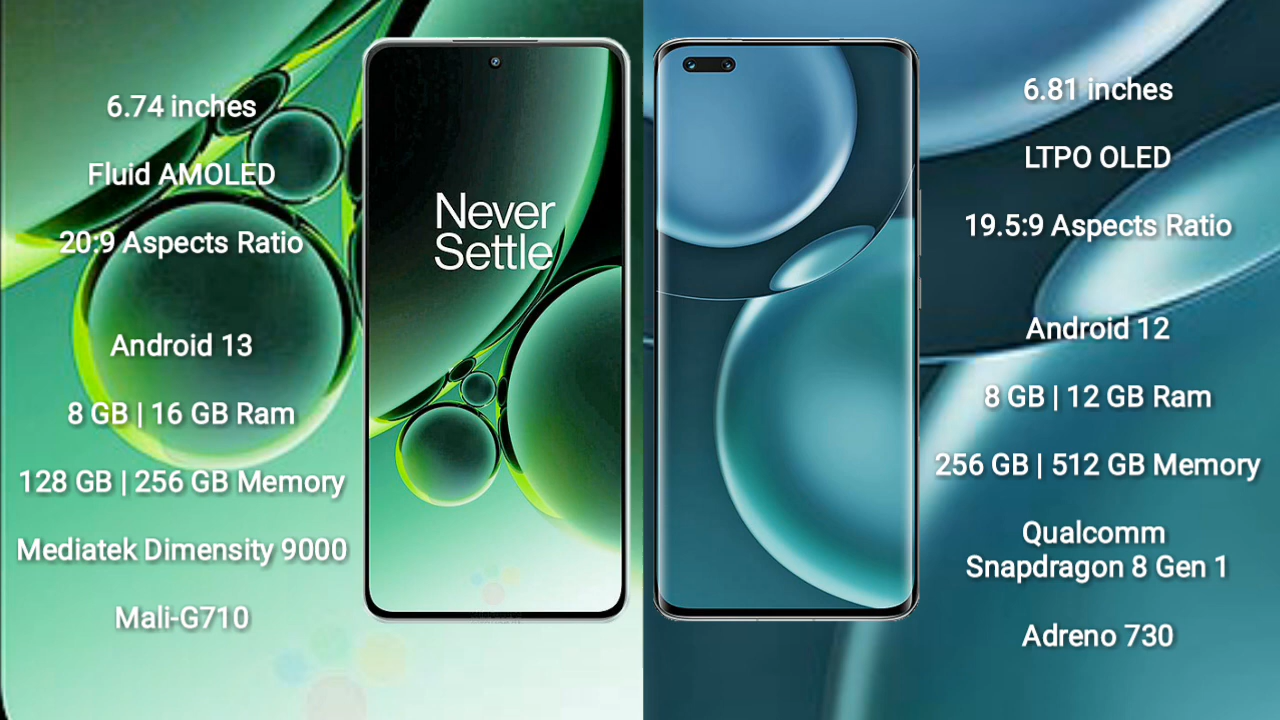 6.74 inches
Fluid AMOLED
20:9 Aspects Ratio
Android 13
8 GB | 16 GB Ram
128 GB | 256 GB Memory
Mediatek Dimensity 9000
Mali-G710
Never
Settle
6.81 inches
LTPO OLED
19.5:9 Aspects Ratio
Android 12
8 GB | 12 GB Ram
256 GB | 512 GB Memory
Qualcomm
Snapdragon 8 Gen 1
Adreno 730